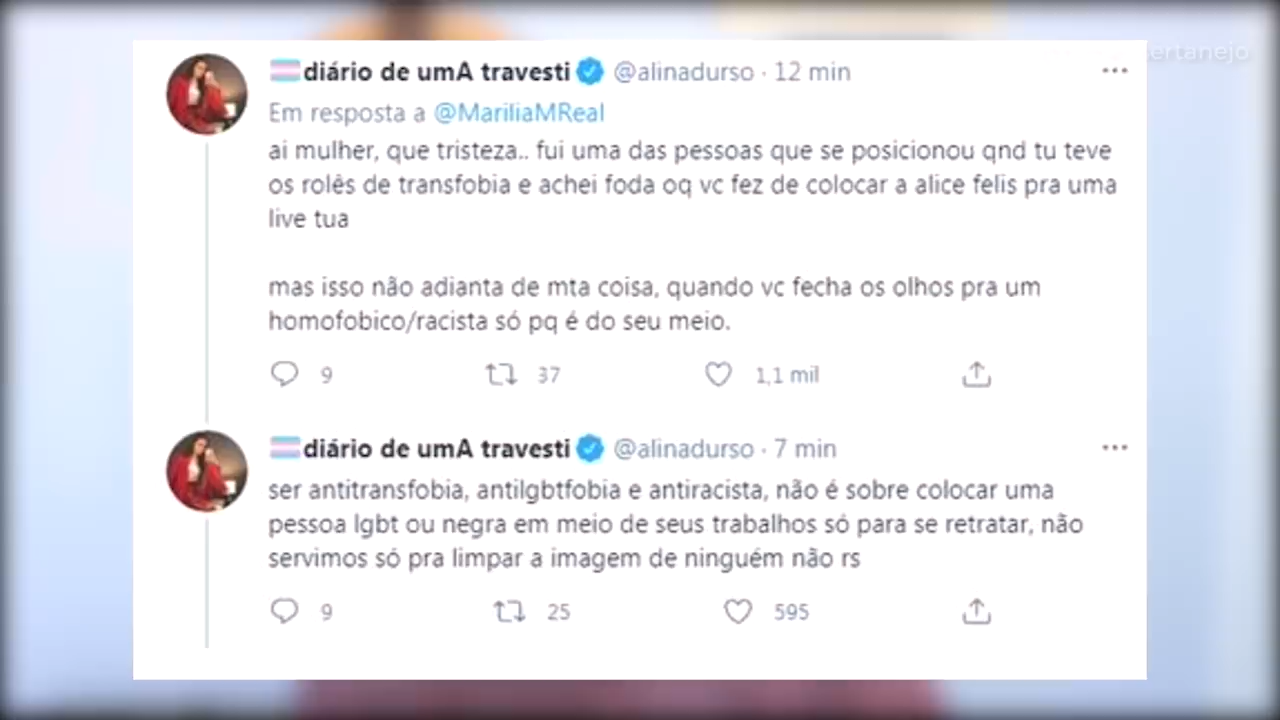 ertanejo
diário de umA travesti @alinadurso · 12 min
Em resposta a @MariliaMReal
ai mulher, que tristeza.. fui uma das pessoas que se posicionou qnd tu teve
os rolês de transfobia e achei foda oq vc fez de colocar a alice felis pra uma
live tua
mas isso não adianta de mta coisa, quando vc fecha os olhos pra um
homofobico/racista só pq é do seu meio.
9 37 1,1 mil
diário de umA travesti @alinadurso · 7 min
ser antitransfobia, antilgbtfobia e antiracista, não é sobre colocar uma
pessoa lgbt ou negra em meio de seus trabalhos só para se retratar, não
servimos só pra limpar a imagem de ninguém não rs
9 25 595